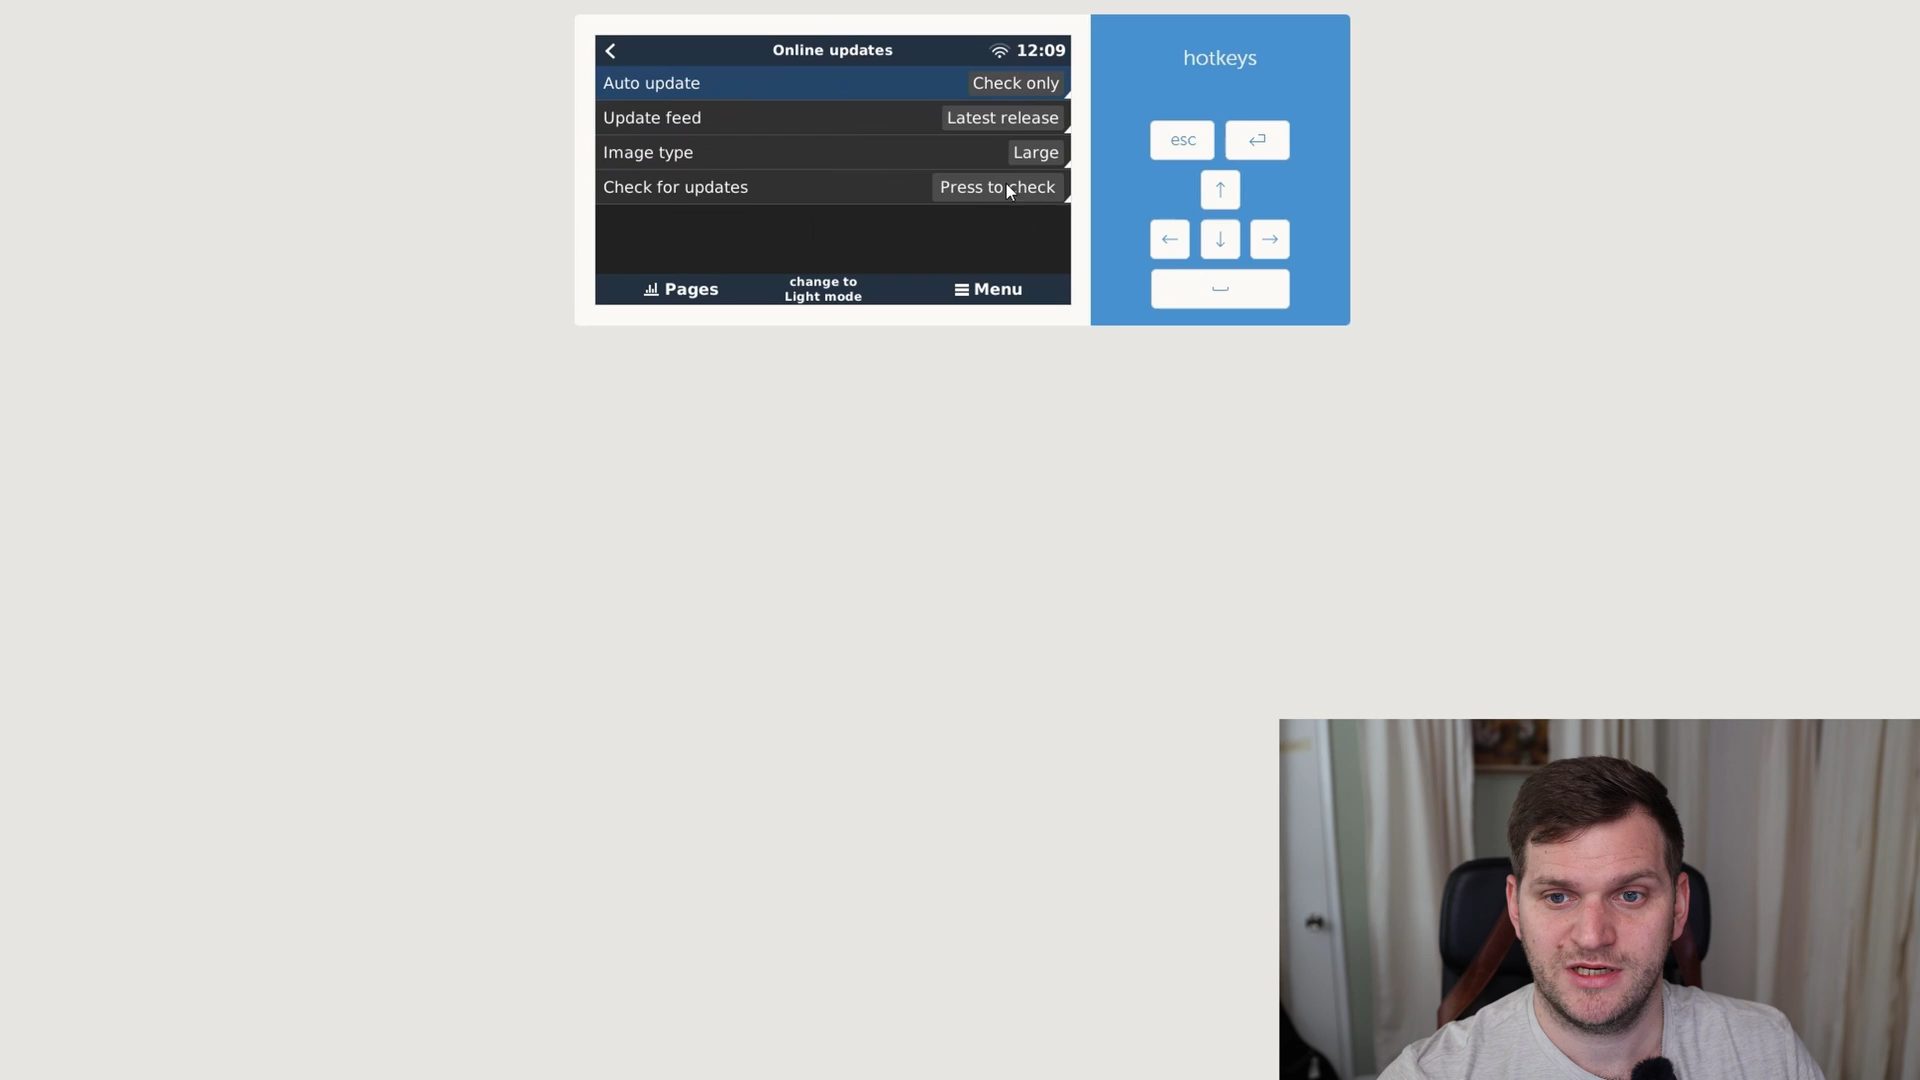 Online updates 12:09
Auto update Check only
Update feed Latest release
Image type Large
Check for updates Press to check
Pages change to Light mode Menu
hotkeys
esc